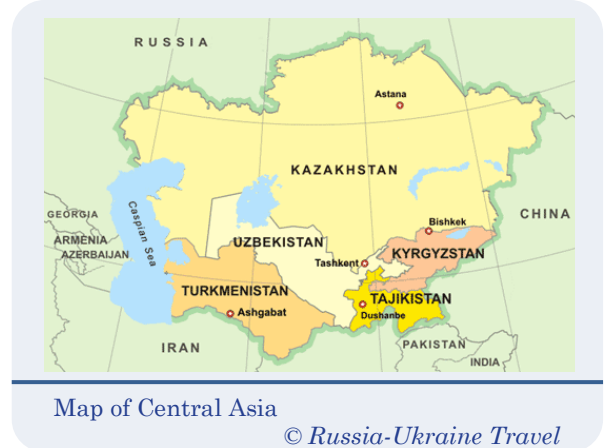 RUSSIA
Astana
KAZAKHSTAN
GEORGIA
Caspian Sea
CHINA
Bishkek
ARMENIA
UZBEKISTAN
AZERBAIJAN
KYRGYZSTAN
Tashkent
TURKMENISTAN
TAJIKISTAN
Ashgabat
Dushanbe
IRAN
PAKISTAN
INDIA
Map of Central Asia
© Russia-Ukraine Travel